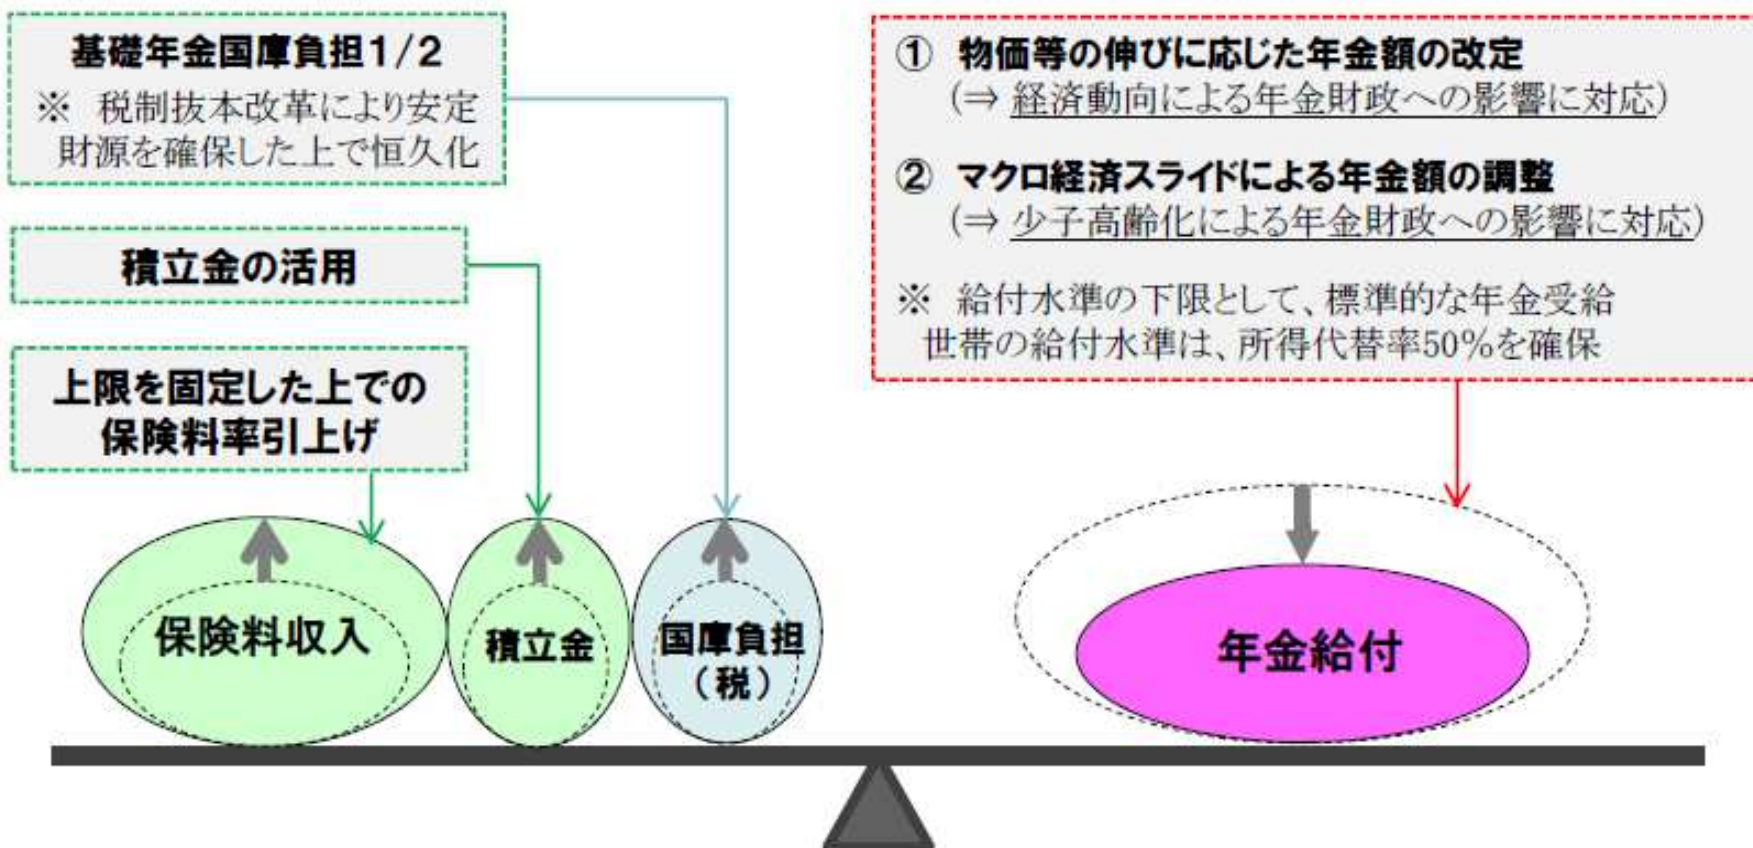 基礎年金国庫負担1/2
※ 税制抜本改革により安定
財源を確保した上で恒久化
積立金の活用
上限を固定した上での
保険料率引上げ
① 物価等の伸びに応じた年金額の改定
(⇒ 経済動向による年金財政への影響に対応)
② マクロ経済スライドによる年金額の調整
(⇒ 少子高齢化による年金財政への影響に対応)
※ 給付水準の下限として、標準的な年金受給
世帯の給付水準は、所得代替率50%を確保
保険料収入
積立金
国庫負担
(税)
年金給付